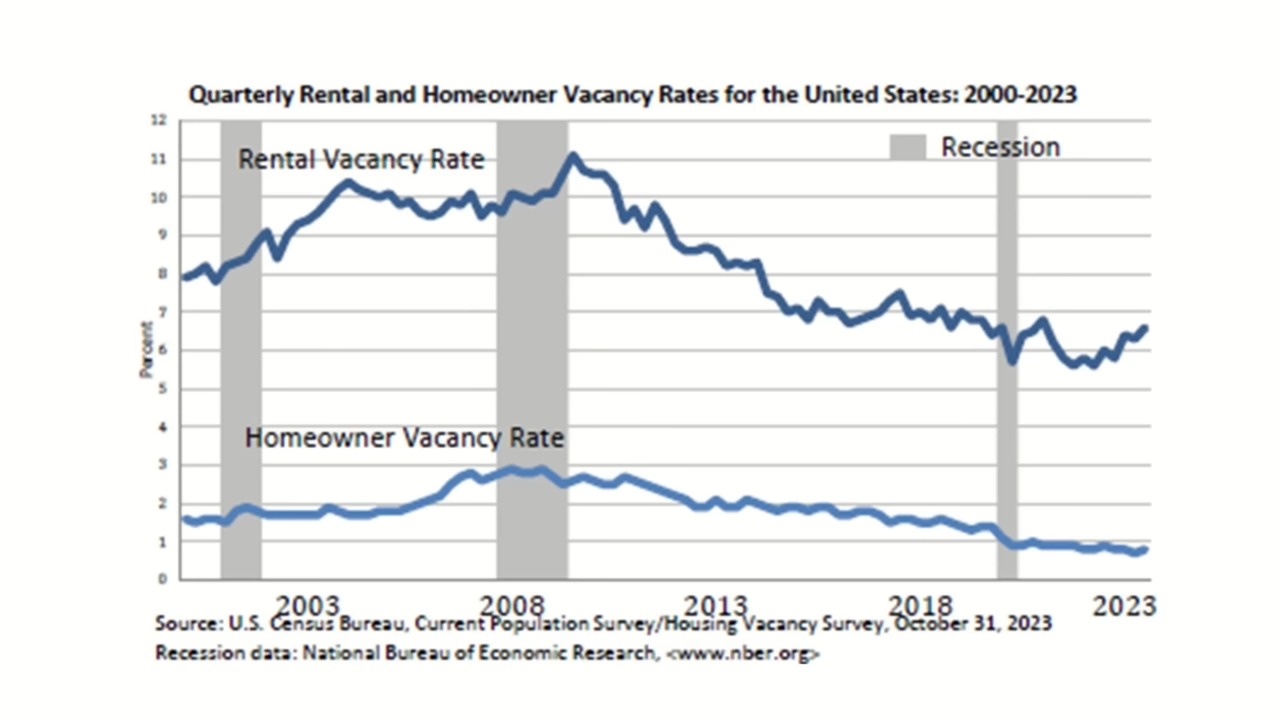 Quarterly Rental and Homeowner Vacancy Rates for the United States: 2000-2023
12
11
10
9
8
7
6
5
4
3
2
1
0
Percent
Rental Vacancy Rate
Recession
Homeowner Vacancy Rate
2003 2008 2013 2018 2023
Source: U.S. Census Bureau, Current Population Survey/Housing Vacancy Survey, October 31, 2023
Recession data: National Bureau of Economic Research, <www.nber.org>